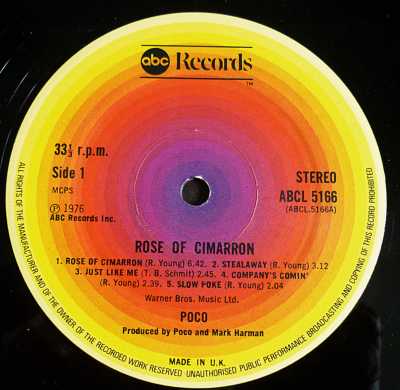 abc Records
™
33⅓ r.p.m.
Side 1
MCPS
Ⓟ 1976
ABC Records Inc.
STEREO
ABCL 5166
(ABCL.5166A)
ROSE OF CIMARRON
1. ROSE OF CIMARRON (R. Young) 6.42. 2. STEALAWAY (R. Young) 3.12
3. JUST LIKE ME (T. B. Schmit) 2.45. 4. COMPANY'S COMIN'
(R. Young) 2.39. 5. SLOW POKE (R. Young) 2.04
Warner Bros. Music Ltd.
POCO
Produced by Poco and Mark Harman
MADE IN U.K.
ALL RIGHTS OF THE MANUFACTURER AND OF THE OWNER OF THE RECORDED WORK RESERVED UNAUTHORISED PUBLIC PERFORMANCE BROADCASTING AND COPYING OF THIS RECORD PROHIBITED